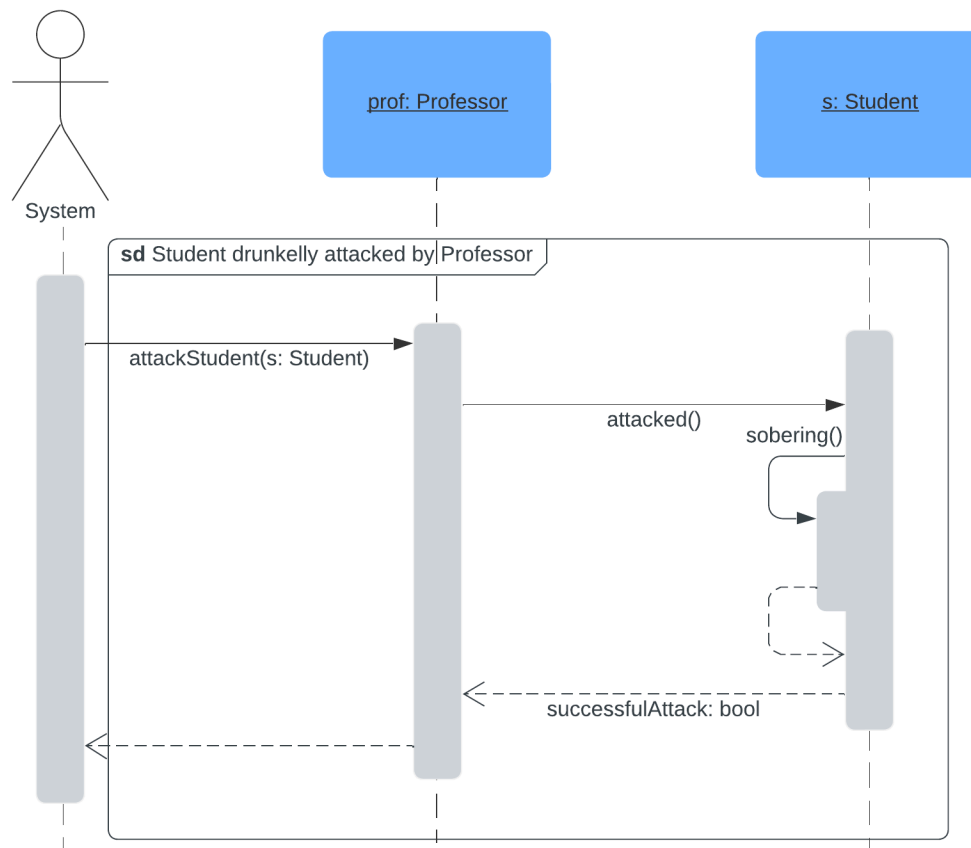 prof: Professor
s: Student
System
sd Student drunkelly attacked by Professor
attackStudent(s: Student)
attacked()
sobering()
successfulAttack: bool